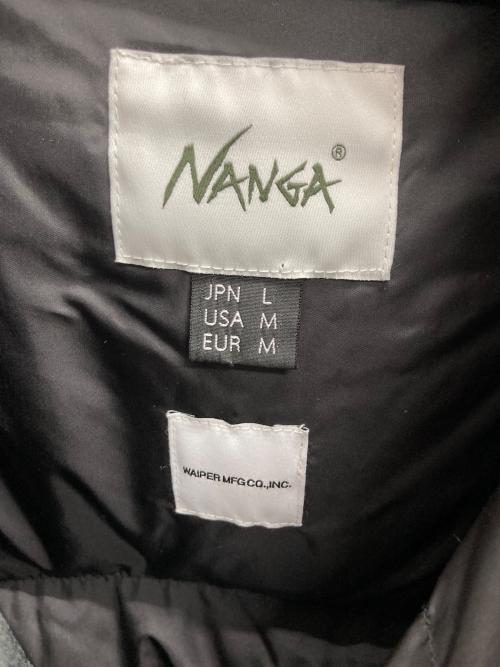 NANGA®
JPN L
USA M
EUR M
WAIPER MFG CO.,INC.